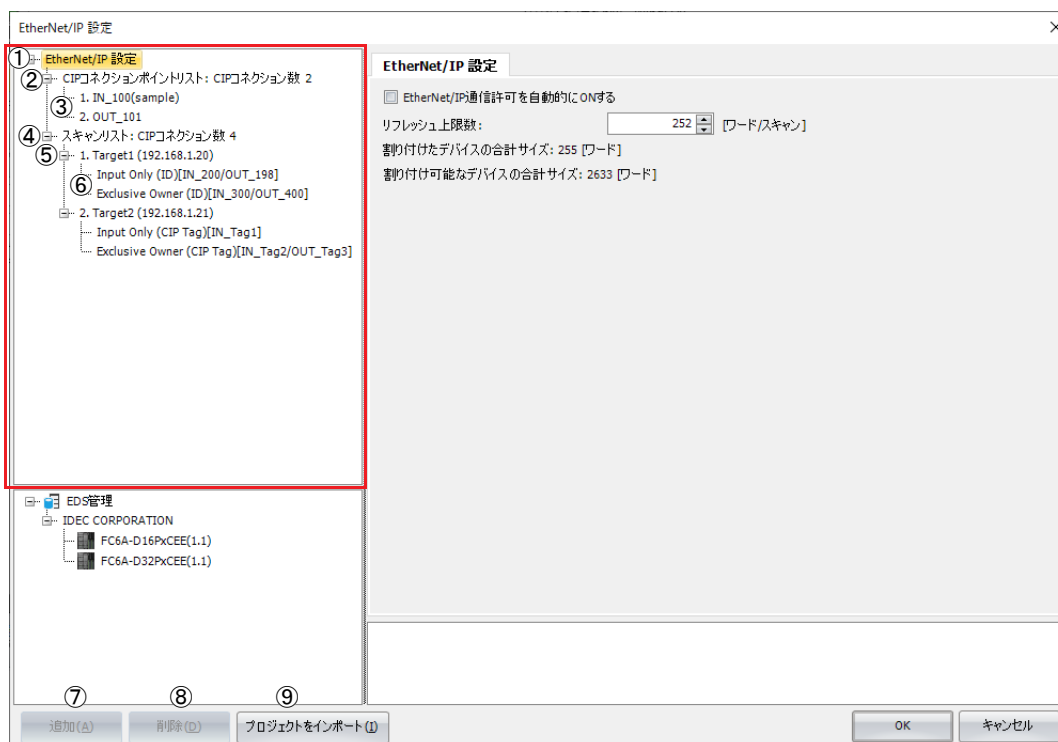 EtherNet/IP 設定
① EtherNet/IP 設定
② CIPコネクションポイントリスト: CIPコネクション数 2
③ 1. IN_100(sample)
2. OUT_101
④ スキャンリスト: CIPコネクション数 4
⑤ 1. Target1 (192.168.1.20)
⑥ Input Only (ID)[IN_200/OUT_198]
Exclusive Owner (ID)[IN_300/OUT_400]
2. Target2 (192.168.1.21)
Input Only (CIP Tag)[IN_Tag1]
Exclusive Owner (CIP Tag)[IN_Tag2/OUT_Tag3]
EDS管理
IDEC CORPORATION
FC6A-D16PxCEE(1.1)
FC6A-D32PxCEE(1.1)
EtherNet/IP 設定
EtherNet/IP通信許可を自動的にONする
リフレッシュ上限数: 252 [ワード/スキャン]
割り付けたデバイスの合計サイズ: 255 [ワード]
割り付け可能なデバイスの合計サイズ: 2633 [ワード]
⑦ ⑧ ⑨
追加(A) 削除(D) プロジェクトをインポート(I) OK キャンセル